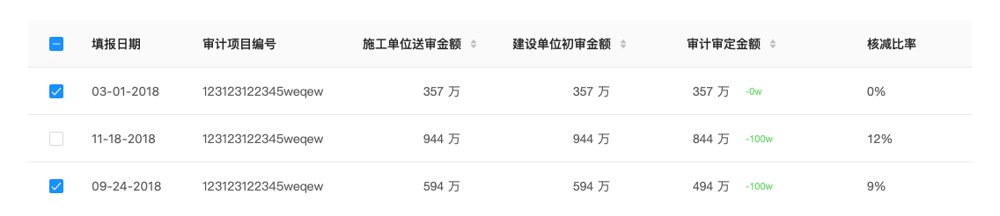 填报日期 审计项目编号 施工单位送审金额 建设单位初审金额 审计审定金额 核减比率
03-01-2018 123123122345weqew 357 万 357 万 357 万 -0w 0%
11-18-2018 123123122345weqew 944 万 944 万 844 万 -100w 12%
09-24-2018 123123122345weqew 594 万 594 万 494 万 -100w 9%